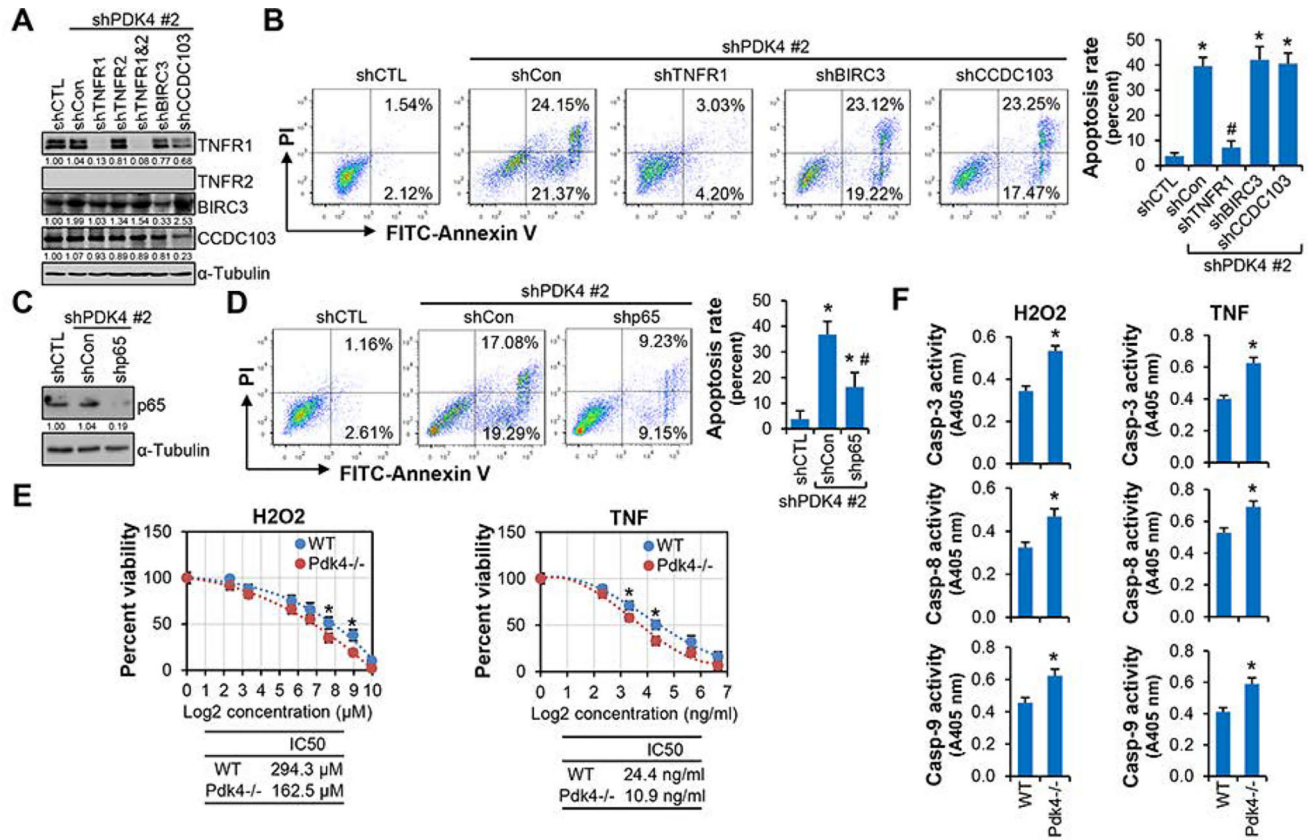 A
shPDK4 #2
shCTL
shCon
shTNFR1
shTNFR2
shTNFR1&2
shBIRC3
shCCDC103
TNFR1
1.00 1.04 0.13 0.81 0.08 0.77 0.68
TNFR2
BIRC3
1.00 1.99 1.03 1.34 1.54 0.33 2.53
CCDC103
1.00 1.07 0.93 0.89 0.89 0.81 0.23
α-Tubulin
B
shPDK4 #2
shCTL shCon shTNFR1 shBIRC3 shCCDC103
1.54% 24.15% 3.03% 23.12% 23.25%
2.12% 21.37% 4.20% 19.22% 17.47%
PI
FITC-Annexin V
Apoptosis rate
(percent)
50
40
30
20
10
0
* # * *
shCTL
shCon
shTNFR1
shBIRC3
shCCDC103
shPDK4 #2
C
shPDK4 #2
shCTL
shCon
shp65
p65
1.00 1.04 0.19
α-Tubulin
D
shPDK4 #2
shCTL shCon shp65
1.16% 17.08% 9.23%
2.61% 19.29% 9.15%
PI
FITC-Annexin V
Apoptosis rate
(percent)
50
40
30
20
10
0
*
* #
shCTL
shCon
shp65
shPDK4 #2
E
H2O2
Percent viability
150
100
50
0
WT
Pdk4-/-
* *
0 1 2 3 4 5 6 7 8 9 10
Log2 concentration (µM)
IC50
WT 294.3 µM
Pdk4-/- 162.5 µM
TNF
Percent viability
150
100
50
0
WT
Pdk4-/-
* *
0 1 2 3 4 5 6 7
Log2 concentration (ng/ml)
IC50
WT 24.4 ng/ml
Pdk4-/- 10.9 ng/ml
F
H2O2
Casp-3 activity
(A405 nm)
0.6
0.4
0.2
0.0
*
Casp-8 activity
(A405 nm)
0.6
0.4
0.2
0.0
*
Casp-9 activity
(A405 nm)
0.8
0.6
0.4
0.2
0.0
*
WT
Pdk4-/-
TNF
Casp-3 activity
(A405 nm)
0.8
0.6
0.4
0.2
0.0
*
Casp-8 activity
(A405 nm)
0.8
0.6
0.4
0.2
0.0
*
Casp-9 activity
(A405 nm)
0.8
0.6
0.4
0.2
0.0
*
WT
Pdk4-/-